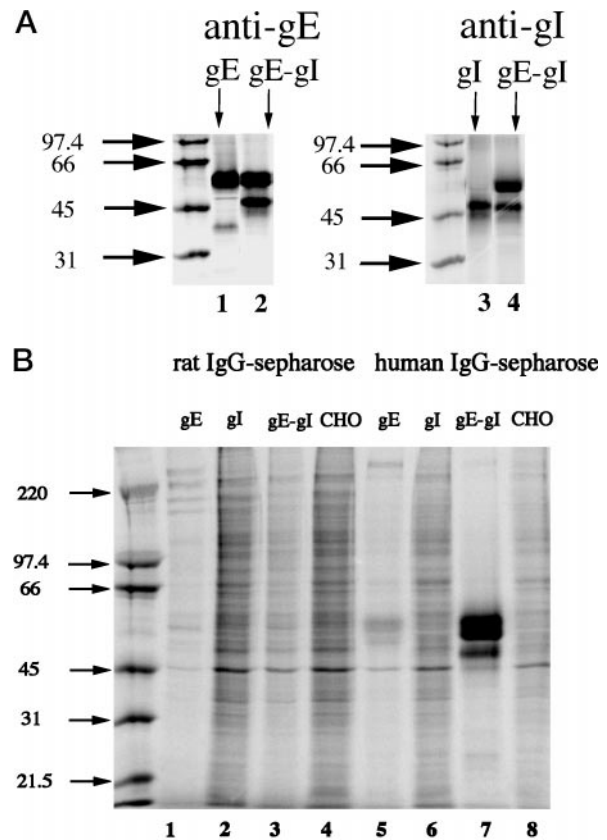 A
anti-gE
anti-gI
gE gE-gI
gI gE-gI
97.4
66
45
31
97.4
66
45
31
1 2
3 4
B
rat IgG-sepharose human IgG-sepharose
gE gI gE-gI CHO gE gI gE-gI CHO
220
97.4
66
45
31
21.5
1 2 3 4 5 6 7 8